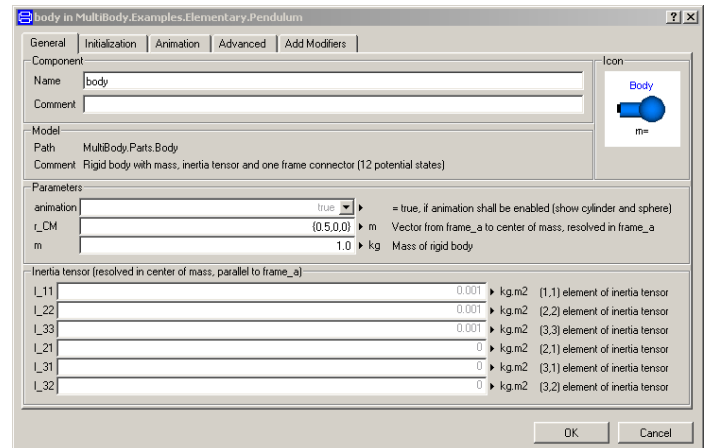 body in MultiBody.Examples.Elementary.Pendulum ? x
General Initialization Animation Advanced Add Modifiers
Component
Name body
Comment
Icon
Body
m=
Model
Path MultiBody.Parts.Body
Comment Rigid body with mass, inertia tensor and one frame connector (12 potential states)
Parameters
animation true = true, if animation shall be enabled (show cylinder and sphere)
r_CM {0.5,0,0} m Vector from frame_a to center of mass, resolved in frame_a
m 1.0 kg Mass of rigid body
Inertia tensor (resolved in center of mass, parallel to frame_a)
I_11 0.001 kg.m2 (1,1) element of inertia tensor
I_22 0.001 kg.m2 (2,2) element of inertia tensor
I_33 0.001 kg.m2 (3,3) element of inertia tensor
I_21 0 kg.m2 (2,1) element of inertia tensor
I_31 0 kg.m2 (3,1) element of inertia tensor
I_32 0 kg.m2 (3,2) element of inertia tensor
OK Cancel